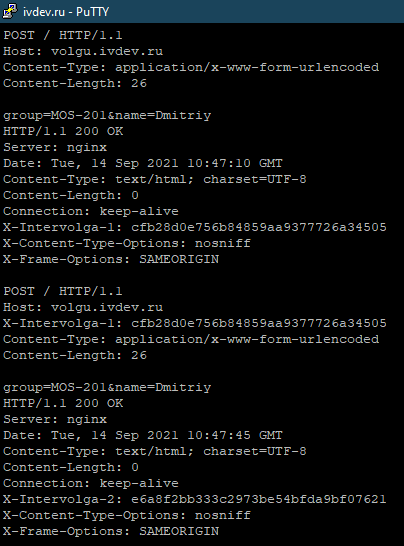 ivdev.ru - PuTTY
POST / HTTP/1.1
Host: volgu.ivdev.ru
Content-Type: application/x-www-form-urlencoded
Content-Length: 26
group=MOS-201&name=Dmitriy
HTTP/1.1 200 OK
Server: nginx
Date: Tue, 14 Sep 2021 10:47:10 GMT
Content-Type: text/html; charset=UTF-8
Content-Length: 0
Connection: keep-alive
X-Intervolga-1: cfb28d0e756b84859aa9377726a34505
X-Content-Type-Options: nosniff
X-Frame-Options: SAMEORIGIN
POST / HTTP/1.1
Host: volgu.ivdev.ru
X-Intervolga-1: cfb28d0e756b84859aa9377726a34505
Content-Type: application/x-www-form-urlencoded
Content-Length: 26
group=MOS-201&name=Dmitriy
HTTP/1.1 200 OK
Server: nginx
Date: Tue, 14 Sep 2021 10:47:45 GMT
Content-Type: text/html; charset=UTF-8
Content-Length: 0
Connection: keep-alive
X-Intervolga-2: e6a8f2bb333c2973be54bfda9bf07621
X-Content-Type-Options: nosniff
X-Frame-Options: SAMEORIGIN